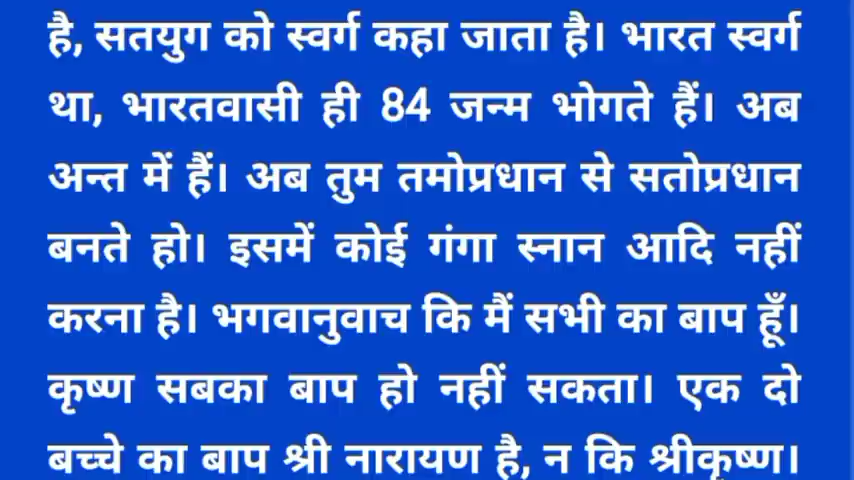 है, सतयुग को स्वर्ग कहा जाता है। भारत स्वर्ग
था, भारतवासी ही 84 जन्म भोगते हैं। अब
अन्त में हैं। अब तुम तमोप्रधान से सतोप्रधान
बनते हो। इसमें कोई गंगा स्नान आदि नहीं
करना है। भगवानुवाच कि मैं सभी का बाप हूँ।
कृष्ण सबका बाप हो नहीं सकता। एक दो
बच्चे का बाप श्री नारायण है, न कि श्रीकृष्ण।